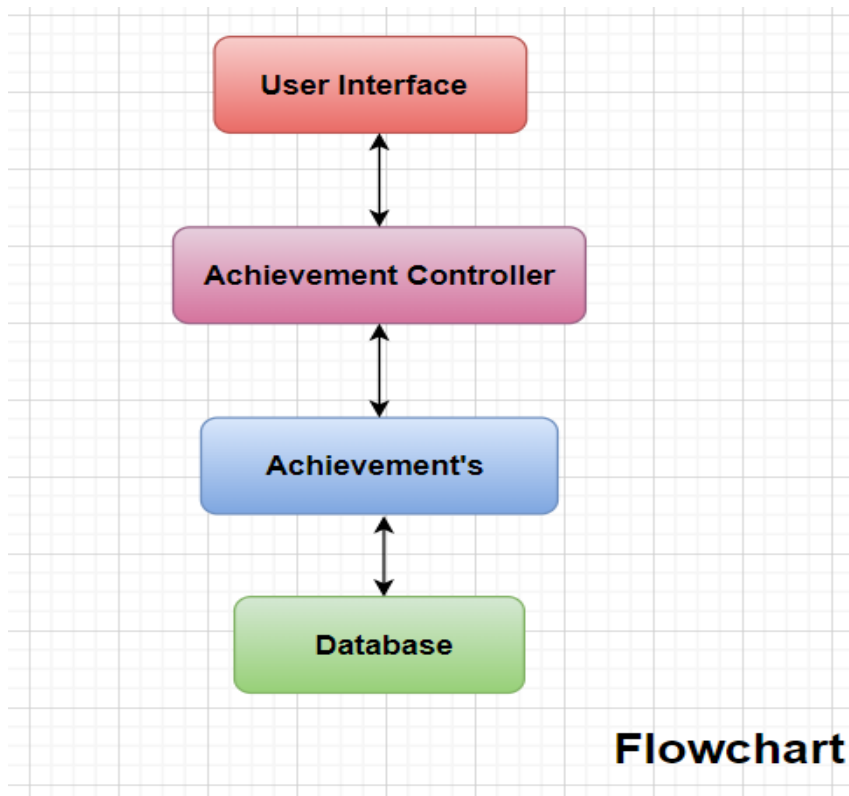 User Interface
Achievement Controller
Achievement's
Database
Flowchart